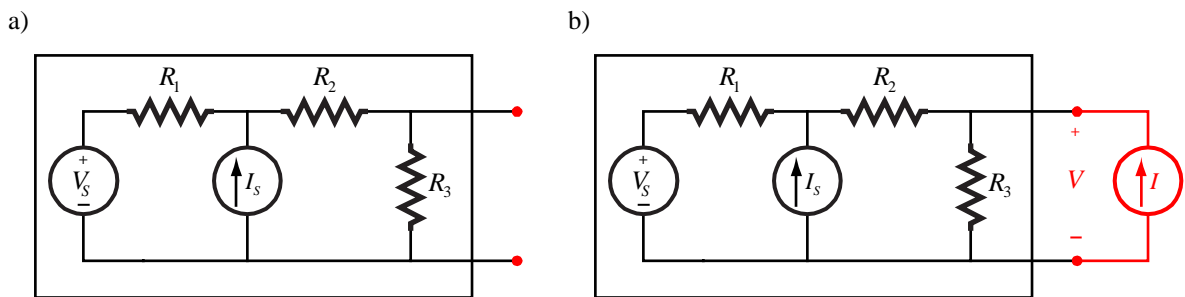 a)
R1
R2
+
VS
−
IS
R3
b)
R1
R2
+
VS
−
IS
R3
+
V
−
I